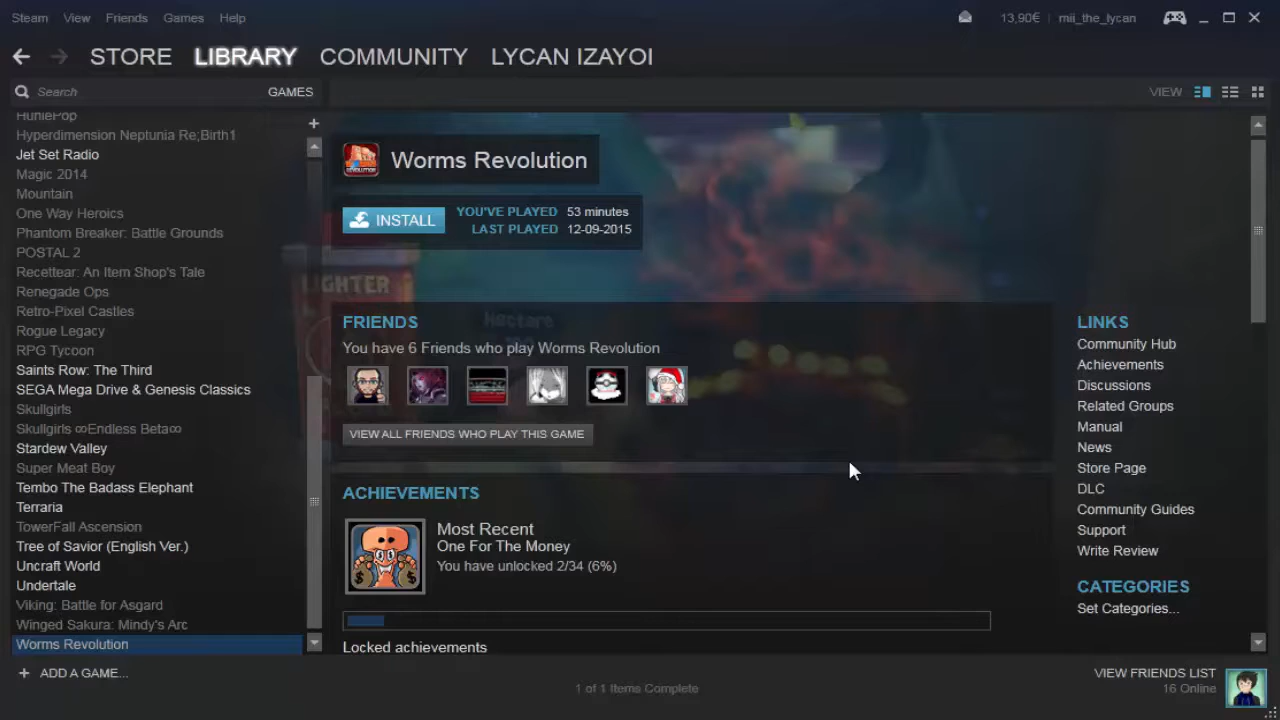 Steam View Friends Games Help 13,90€ mii_the_lycan
STORE LIBRARY COMMUNITY LYCAN IZAYOI
Search GAMES VIEW
HuniePop
Hyperdimension Neptunia Re;Birth1
Jet Set Radio
Magic 2014
Mountain
One Way Heroics
Phantom Breaker: Battle Grounds
POSTAL 2
Recettear: An Item Shop's Tale
Renegade Ops
Retro-Pixel Castles
Rogue Legacy
RPG Tycoon
Saints Row: The Third
SEGA Mega Drive & Genesis Classics
Skullgirls
Skullgirls ∞Endless Beta∞
Stardew Valley
Super Meat Boy
Tembo The Badass Elephant
Terraria
TowerFall Ascension
Tree of Savior (English Ver.)
Uncraft World
Undertale
Viking: Battle for Asgard
Winged Sakura: Mindy's Arc
Worms Revolution
+ ADD A GAME...
REVOLUTION
Worms Revolution
INSTALL
YOU'VE PLAYED 53 minutes
LAST PLAYED 12-09-2015
LIGHTER
Hectare
FRIENDS
You have 6 Friends who play Worms Revolution
VIEW ALL FRIENDS WHO PLAY THIS GAME
ACHIEVEMENTS
Most Recent
One For The Money
You have unlocked 2/34 (6%)
Locked achievements
LINKS
Community Hub
Achievements
Discussions
Related Groups
Manual
News
Store Page
DLC
Community Guides
Support
Write Review
CATEGORIES
Set Categories...
1 of 1 Items Complete
VIEW FRIENDS LIST
16 Online